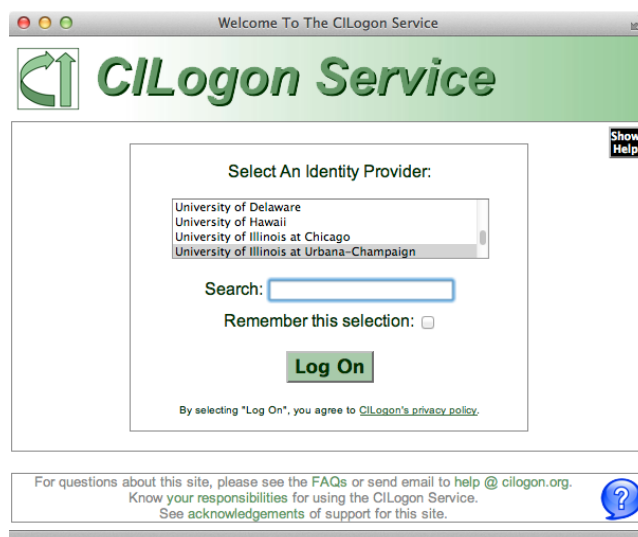 Welcome To The CILogon Service
CILogon Service
Show
Help
Select An Identity Provider:
University of Delaware
University of Hawaii
University of Illinois at Chicago
University of Illinois at Urbana-Champaign
Search:
Remember this selection:
Log On
By selecting "Log On", you agree to CILogon's privacy policy.
For questions about this site, please see the FAQs or send email to help @ cilogon.org.
Know your responsibilities for using the CILogon Service.
See acknowledgements of support for this site.